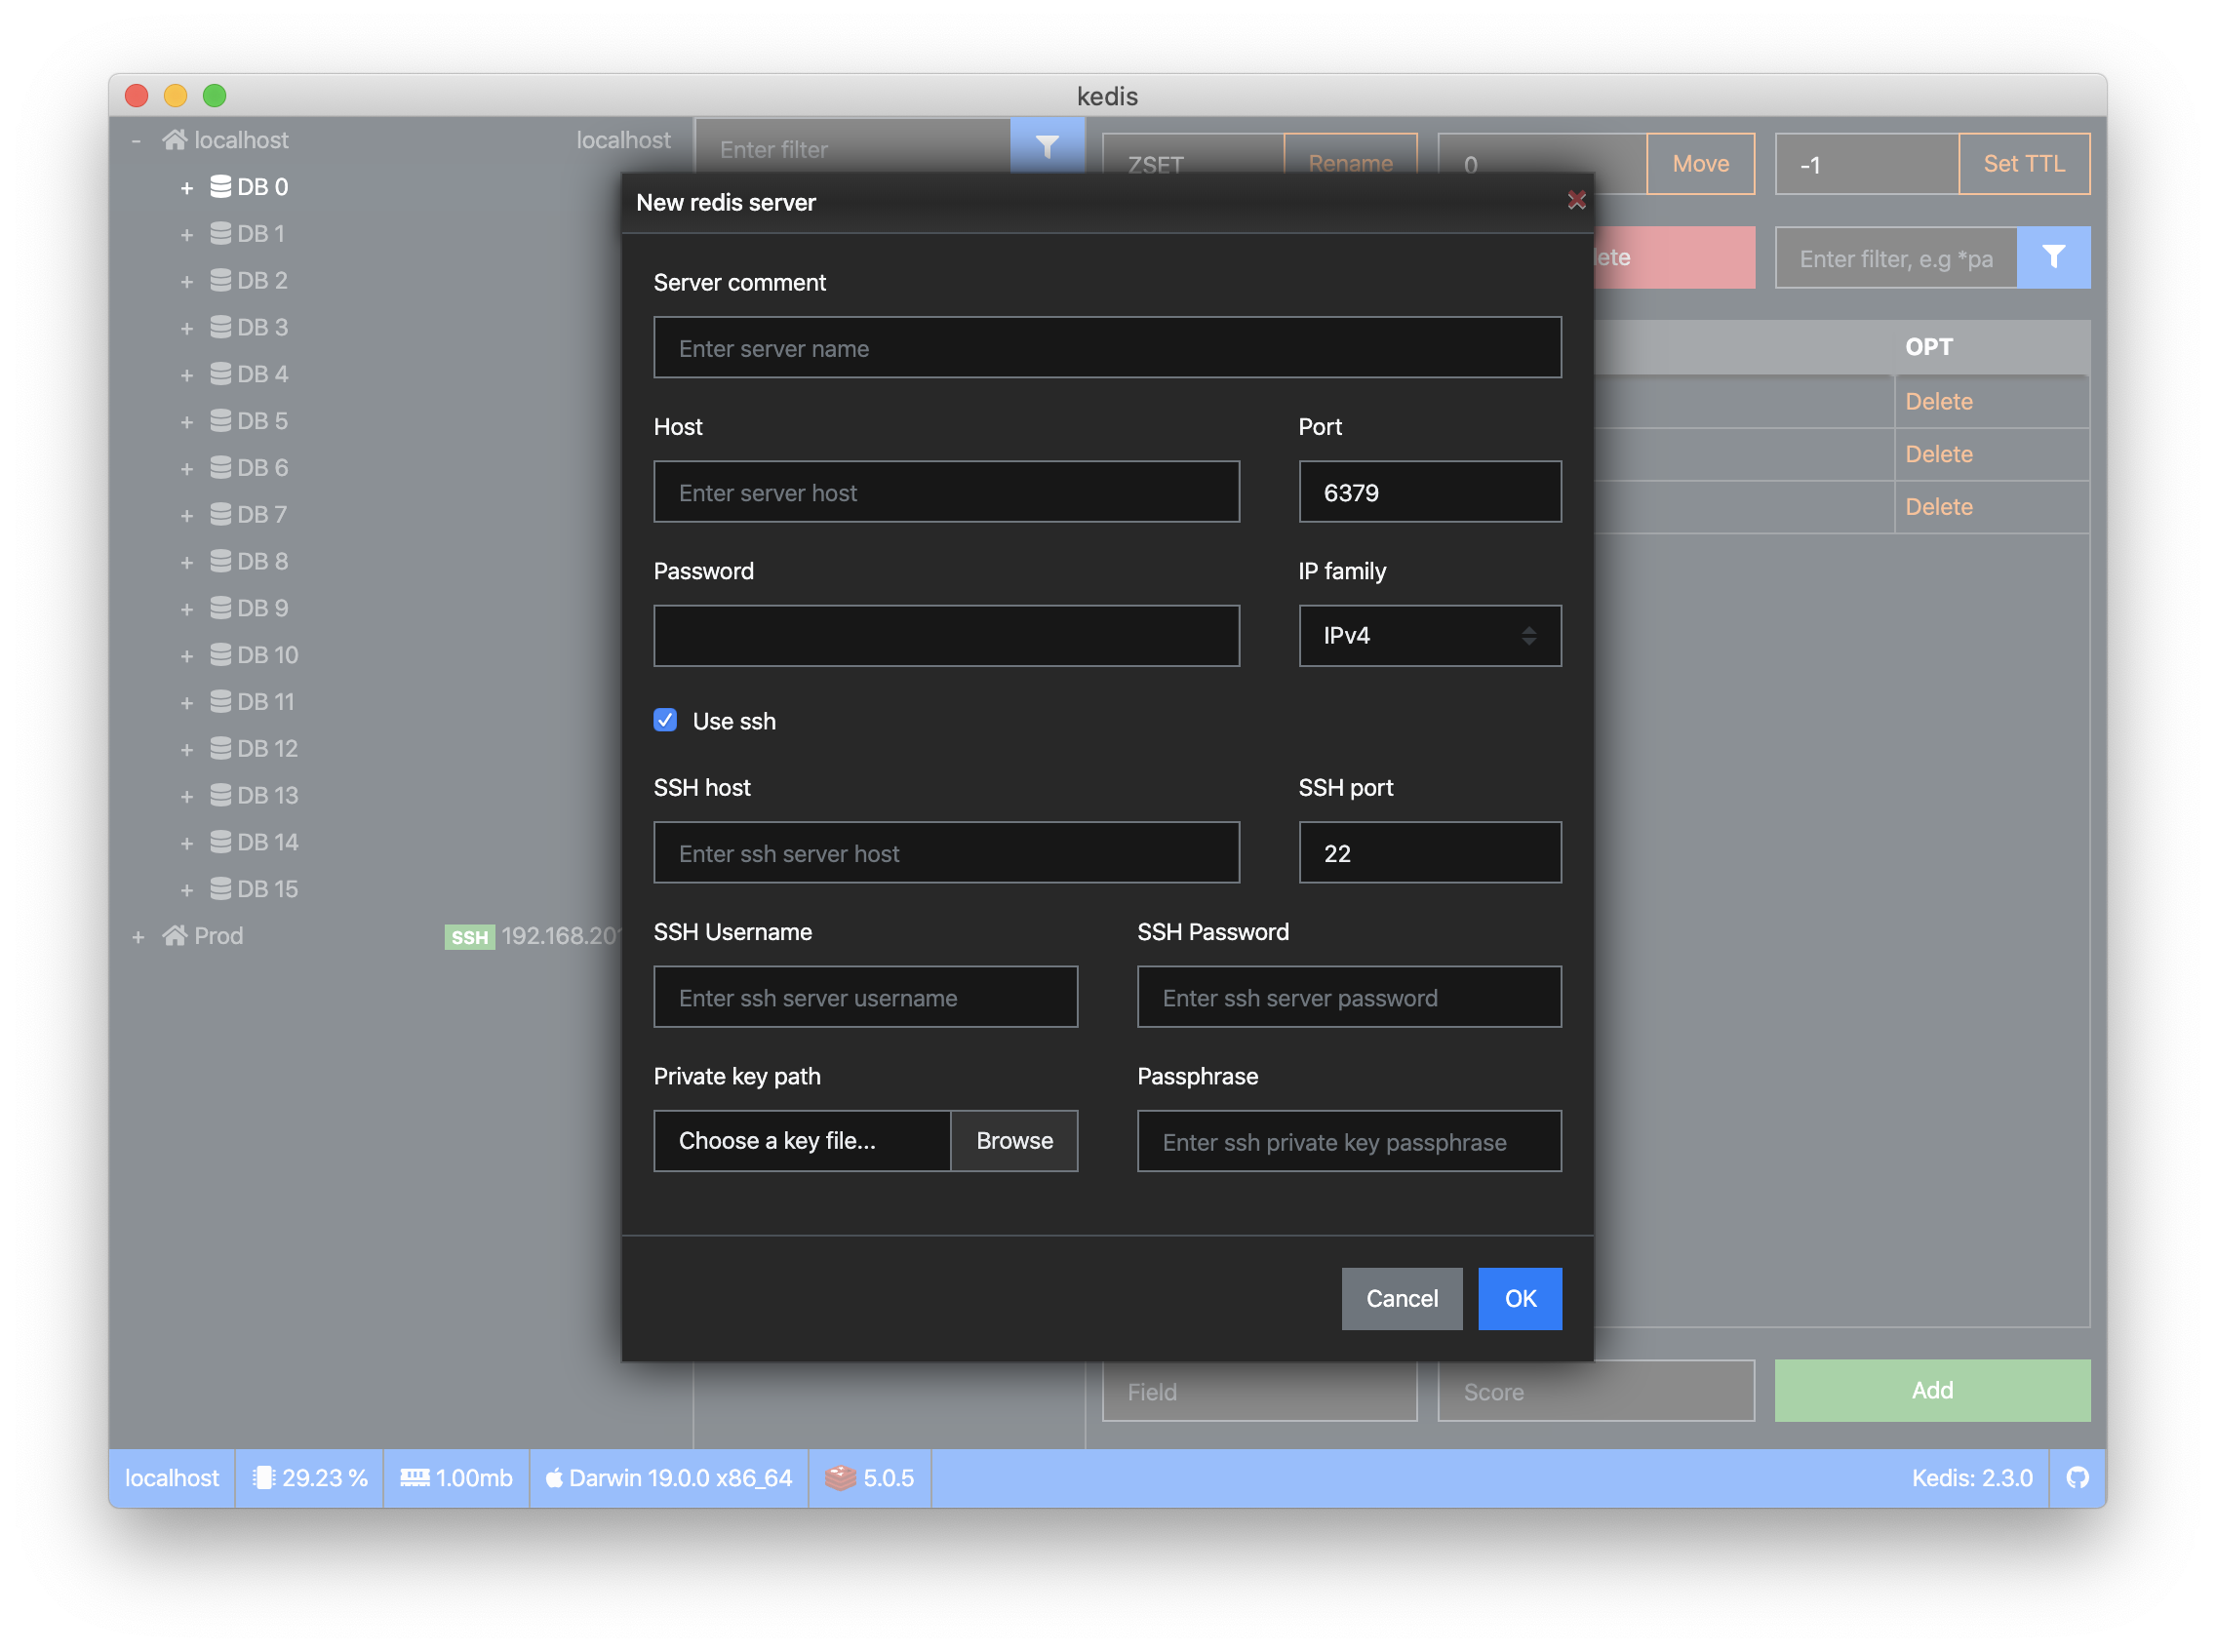 kedis
- localhost localhost
+ DB 0
+ DB 1
+ DB 2
+ DB 3
+ DB 4
+ DB 5
+ DB 6
+ DB 7
+ DB 8
+ DB 9
+ DB 10
+ DB 11
+ DB 12
+ DB 13
+ DB 14
+ DB 15
+ Prod SSH 192.168.20
Enter filter
ZSET Rename 0 Move -1 Set TTL
Enter filter, e.g *pa
OPT
Delete
Delete
Delete
New redis server
Server comment
Enter server name
Host Port
Enter server host 6379
Password IP family
IPv4
Use ssh
SSH host SSH port
Enter ssh server host 22
SSH Username SSH Password
Enter ssh server username Enter ssh server password
Private key path Passphrase
Choose a key file... Browse Enter ssh private key passphrase
Cancel OK
Field Score Add
localhost 29.23 % 1.00mb Darwin 19.0.0 x86_64 5.0.5 Kedis: 2.3.0